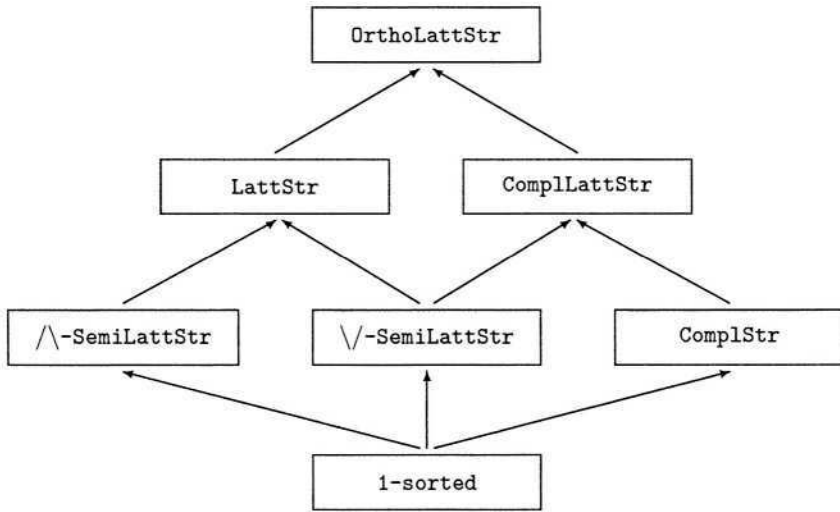 OrthoLattStr
LattStr
ComplLattStr
/\-SemiLattStr
\/-SemiLattStr
ComplStr
1-sorted